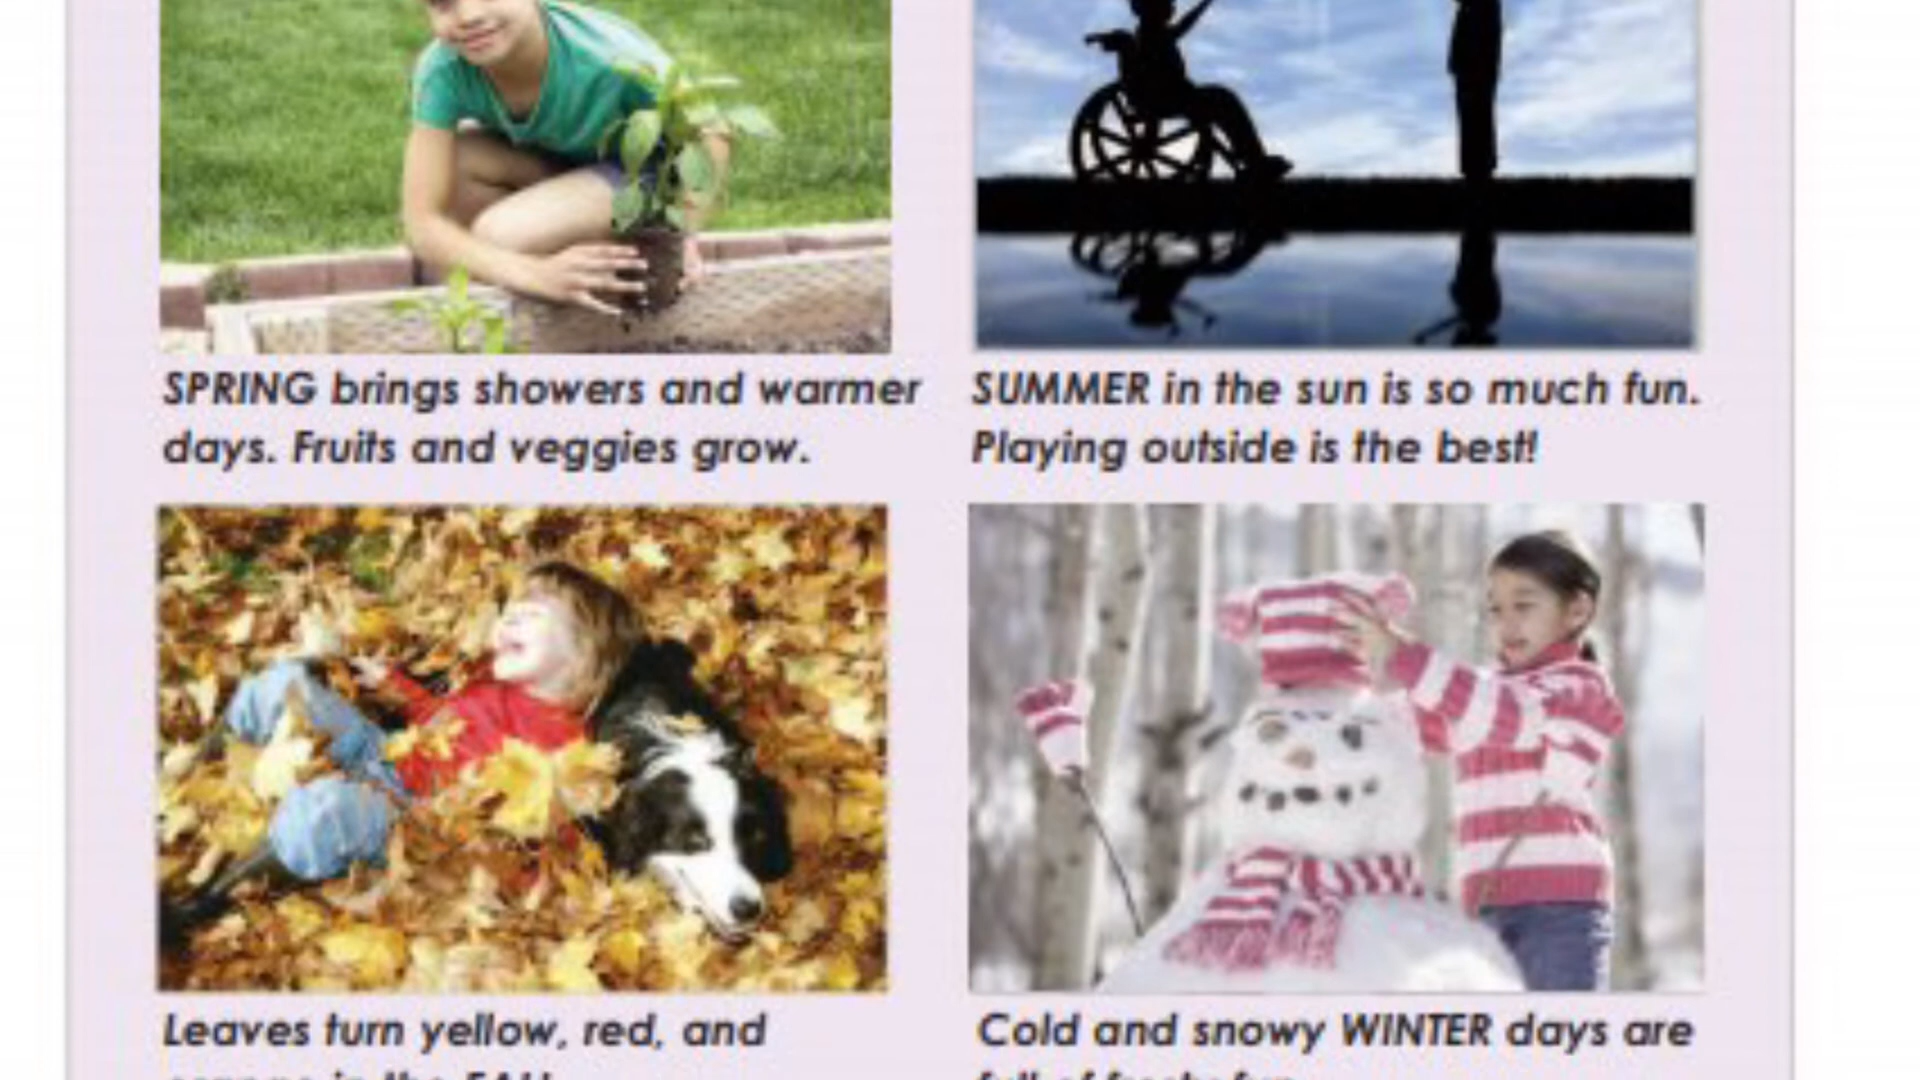 SPRING brings showers and warmer
days. Fruits and veggies grow.
SUMMER in the sun is so much fun.
Playing outside is the best!
Leaves turn yellow, red, and
Cold and snowy WINTER days are